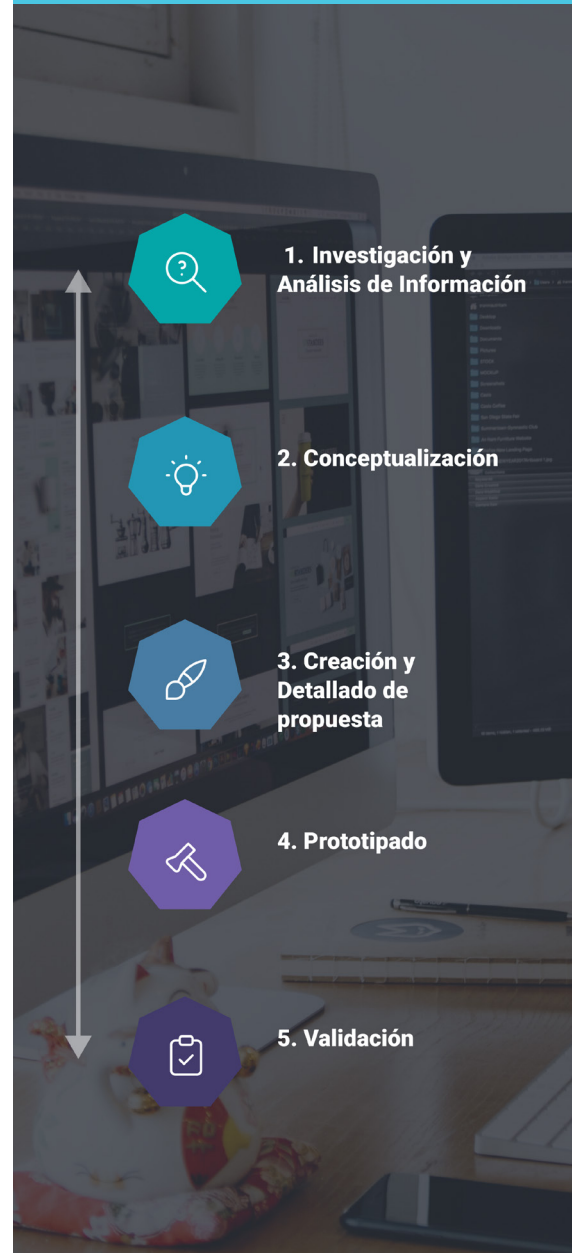 1. Investigación y
Análisis de Información
2. Conceptualización
3. Creación y
Detallado de
propuesta
4. Prototipado
5. Validación